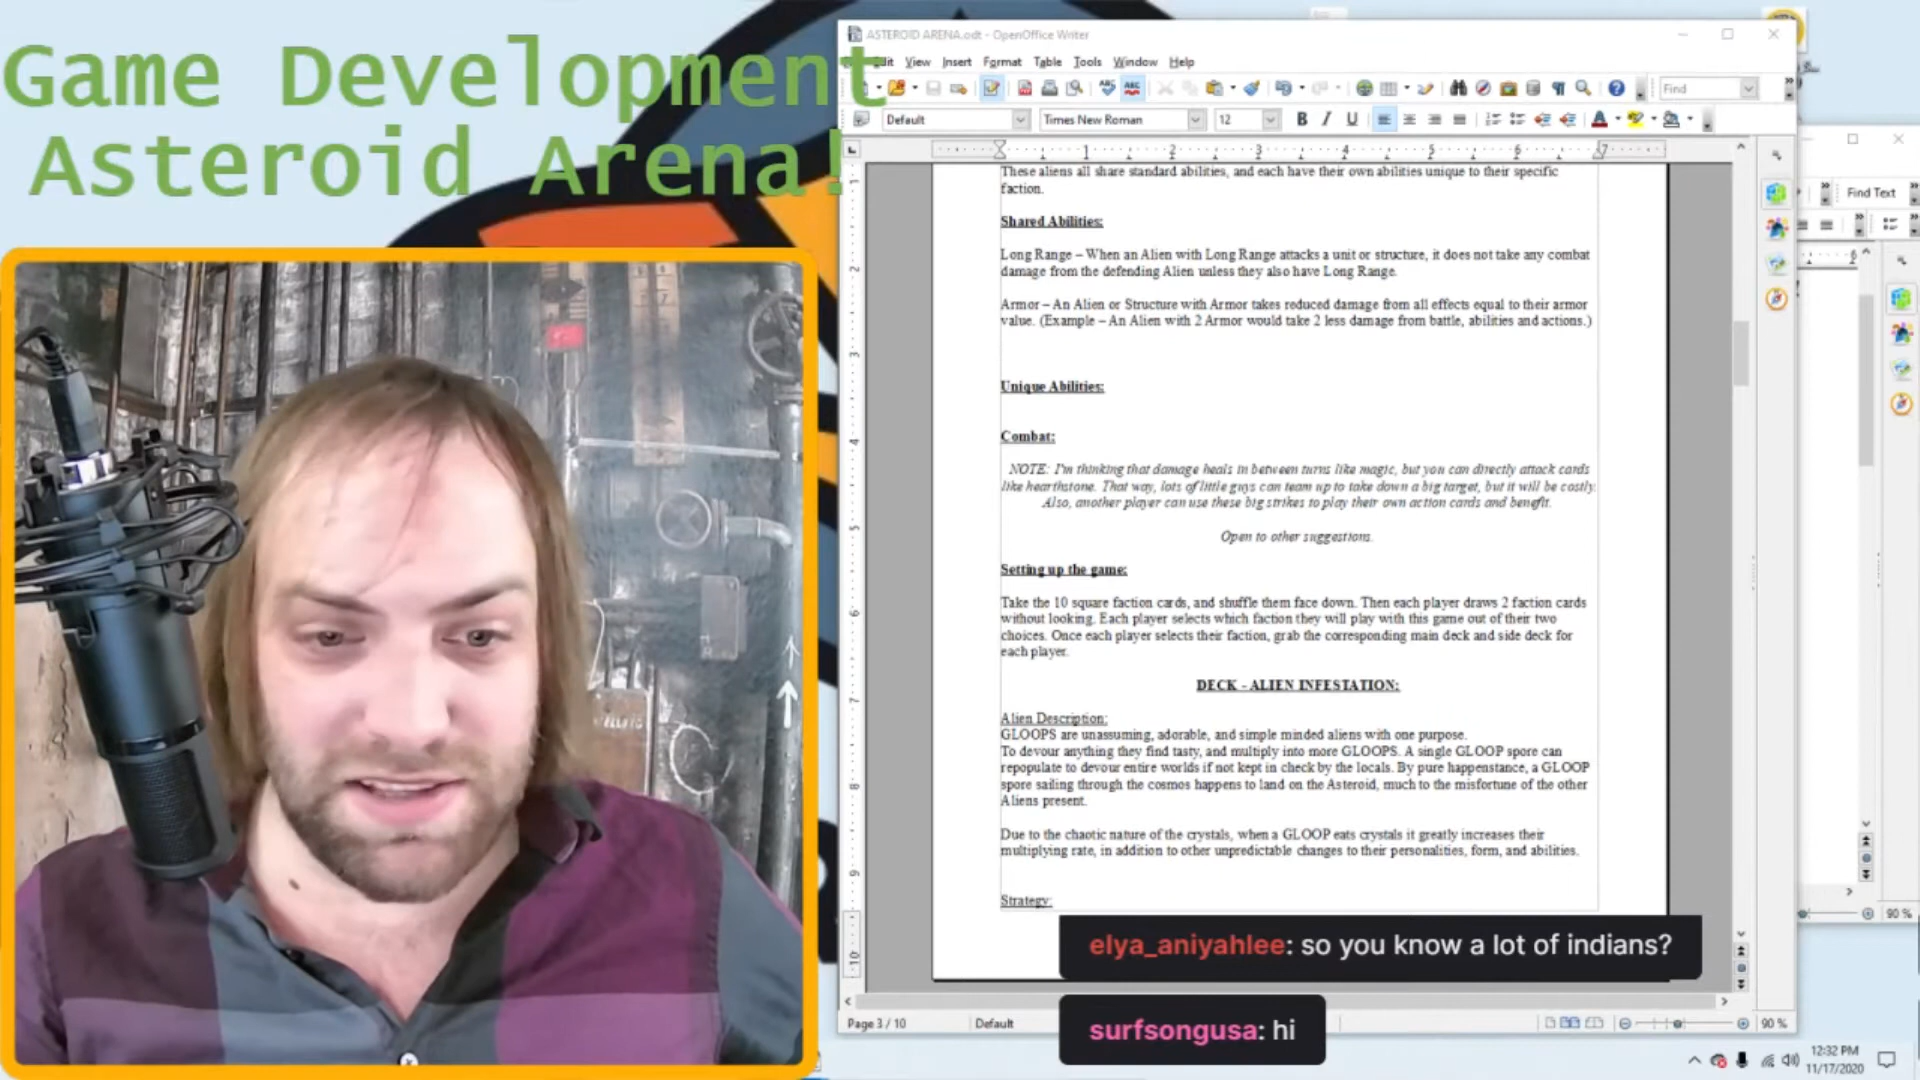 Game Development
Asteroid Arena!
ASTEROID ARENA.odt - OpenOffice Writer
Edit View Insert Format Table Tools Window Help
Find
Default
Times New Roman
12
B I U
1 2 3 4 5 6 7
Find Text
These aliens all share standard abilities, and each have their own abilities unique to their specific
faction.
Shared Abilities:
Long Range – When an Alien with Long Range attacks a unit or structure, it does not take any combat
damage from the defending Alien unless they also have Long Range.
Armor – An Alien or Structure with Armor takes reduced damage from all effects equal to their armor
value. (Example – An Alien with 2 Armor would take 2 less damage from battle, abilities and actions.)
Unique Abilities:
Combat:
NOTE: I'm thinking that damage heals in between turns like magic, but you can directly attack cards
like hearthstone. That way, lots of little guys can team up to take down a big target, but it will be costly.
Also, another player can use these big strikes to play their own action cards and benefit.
Open to other suggestions.
Setting up the game:
Take the 10 square faction cards, and shuffle them face down. Then each player draws 2 faction cards
without looking. Each player selects which faction they will play with this game out of their two
choices. Once each player selects their faction, grab the corresponding main deck and side deck for
each player.
DECK - ALIEN INFESTATION:
Alien Description:
GLOOPS are unassuming, adorable, and simple minded aliens with one purpose.
To devour anything they find tasty, and multiply into more GLOOPS. A single GLOOP spore can
repopulate to devour entire worlds if not kept in check by the locals. By pure happenstance, a GLOOP
spore sailing through the cosmos happens to land on the Asteroid, much to the misfortune of the other
Aliens present.
Due to the chaotic nature of the crystals, when a GLOOP eats crystals it greatly increases their
multiplying rate, in addition to other unpredictable changes to their personalities, form, and abilities.
Strategy:
elya_aniyahlee: so you know a lot of indians?
surfsongusa: hi
Page 3 / 10
Default
90 %
90 %
12:32 PM
11/17/2020